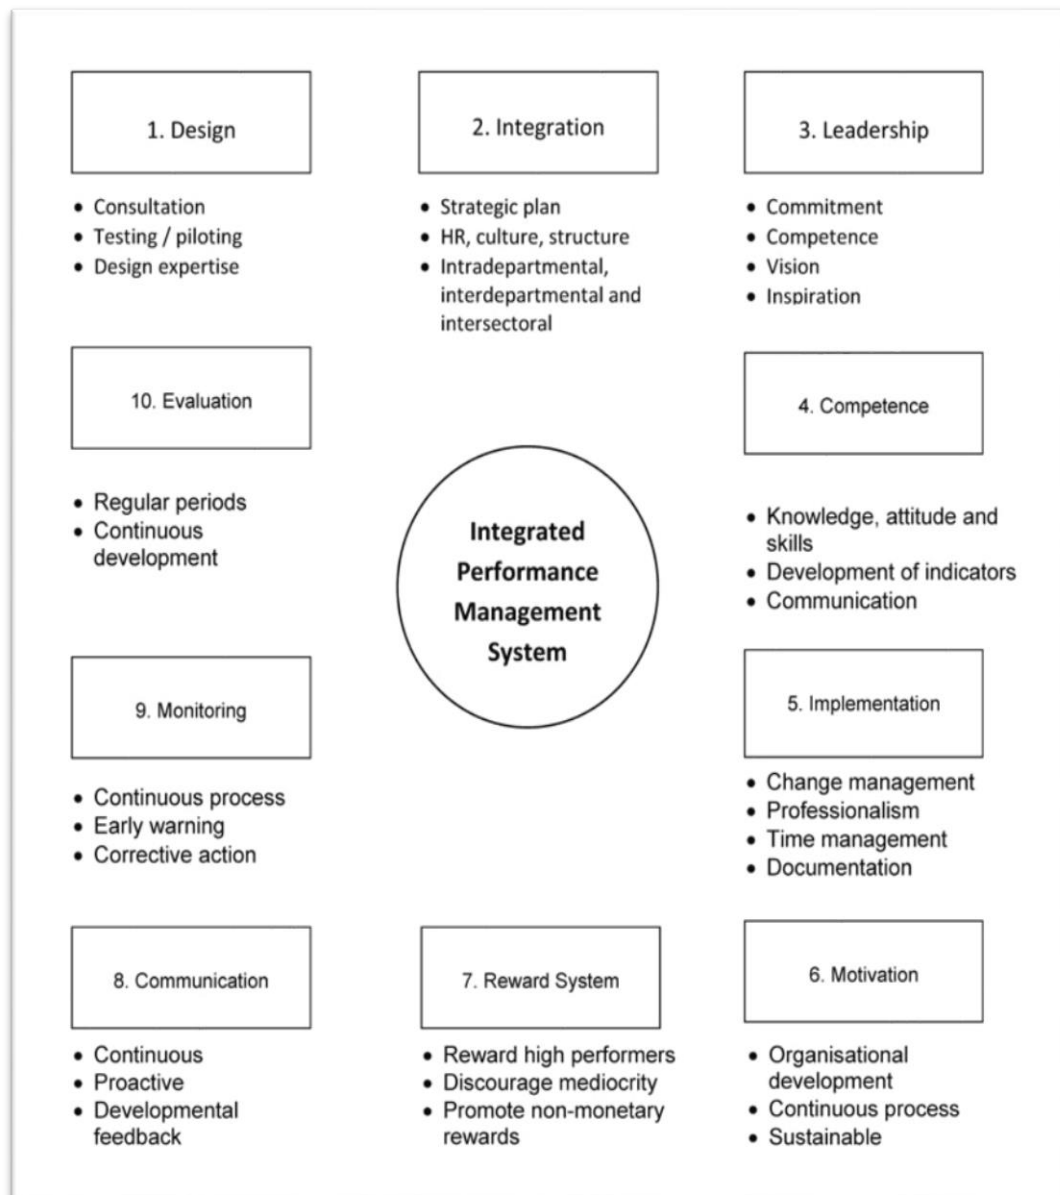 1. Design
• Consultation
• Testing / piloting
• Design expertise
2. Integration
• Strategic plan
• HR, culture, structure
• Intradepartmental,
interdepartmental and
intersectoral
3. Leadership
• Commitment
• Competence
• Vision
• Inspiration
10. Evaluation
• Regular periods
• Continuous
development
Integrated
Performance
Management
System
4. Competence
• Knowledge, attitude and
skills
• Development of indicators
• Communication
9. Monitoring
• Continuous process
• Early warning
• Corrective action
5. Implementation
• Change management
• Professionalism
• Time management
• Documentation
8. Communication
• Continuous
• Proactive
• Developmental
feedback
7. Reward System
• Reward high performers
• Discourage mediocrity
• Promote non-monetary
rewards
6. Motivation
• Organisational
development
• Continuous process
• Sustainable